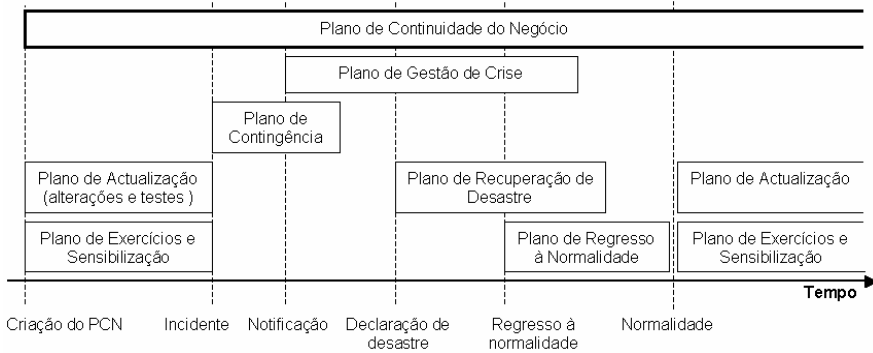 Plano de Continuidade do Negócio
Plano de Gestão de Crise
Plano de
Contingência
Plano de Actualização
(alterações e testes )
Plano de Recuperação de
Desastre
Plano de Actualização
Plano de Exercícios e
Sensibilização
Plano de Regresso
à Normalidade
Plano de Exercícios e
Sensibilização
Tempo
Criação do PCN
Incidente
Notificação
Declaração de
desastre
Regresso à
normalidade
Normalidade